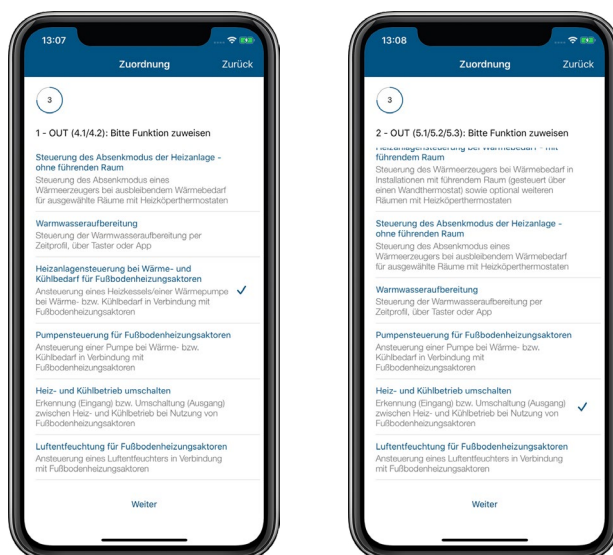 13:07
Zuordnung
Zurück
3
1 - OUT (4.1/4.2): Bitte Funktion zuweisen
Steuerung des Absenkmodus der Heizanlage -
ohne führenden Raum
Steuerung des Absenkmodus eines
Wärmeerzeugers bei ausbleibendem Wärmebedarf
für ausgewählte Räume mit Heizköperthermostaten
Warmwasseraufbereitung
Steuerung der Warmwasseraufbereitung per
Zeitprofil, über Taster oder App
Heizanlagensteuerung bei Wärme- und
Kühlbedarf für Fußbodenheizungsaktoren
Ansteuerung eines Heizkessels/einer Wärmepumpe
bei Wärme- bzw. Kühlbedarf in Verbindung mit
Fußbodenheizungsaktoren
Pumpensteuerung für Fußbodenheizungsaktoren
Ansteuerung einer Pumpe bei Wärme- bzw.
Kühlbedarf in Verbindung mit
Fußbodenheizungsaktoren
Heiz- und Kühlbetrieb umschalten
Erkennung (Eingang) bzw. Umschaltung (Ausgang)
zwischen Heiz- und Kühlbetrieb bei Nutzung von
Fußbodenheizungsaktoren
Luftentfeuchtung für Fußbodenheizungsaktoren
Ansteuerung eines Luftentfeuchters in Verbindung
mit Fußbodenheizungsaktoren
Weiter
13:08
Zuordnung
Zurück
3
2 - OUT (5.1/5.2/5.3): Bitte Funktion zuweisen
Heizanlagensteuerung bei Wärmebedarf - mit
führendem Raum
Steuerung des Wärmeerzeugers bei Wärmebedarf in
Installationen mit führendem Raum (gesteuert über
einen Wandthermostat) sowie optional weiteren
Räumen mit Heizköperthermostaten
Steuerung des Absenkmodus der Heizanlage -
ohne führenden Raum
Steuerung des Absenkmodus eines
Wärmeerzeugers bei ausbleibendem Wärmebedarf
für ausgewählte Räume mit Heizköperthermostaten
Warmwasseraufbereitung
Steuerung der Warmwasseraufbereitung per
Zeitprofil, über Taster oder App
Pumpensteuerung für Fußbodenheizungsaktoren
Ansteuerung einer Pumpe bei Wärme- bzw.
Kühlbedarf in Verbindung mit
Fußbodenheizungsaktoren
Heiz- und Kühlbetrieb umschalten
Erkennung (Eingang) bzw. Umschaltung (Ausgang)
zwischen Heiz- und Kühlbetrieb bei Nutzung von
Fußbodenheizungsaktoren
Luftentfeuchtung für Fußbodenheizungsaktoren
Ansteuerung eines Luftentfeuchters in Verbindung
mit Fußbodenheizungsaktoren
Weiter